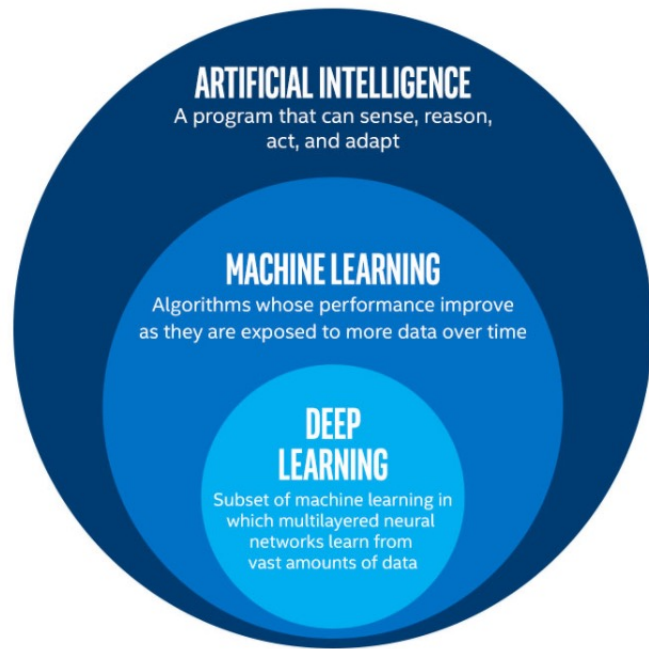 ARTIFICIAL INTELLIGENCE
A program that can sense, reason,
act, and adapt
MACHINE LEARNING
Algorithms whose performance improve
as they are exposed to more data over time
DEEP
LEARNING
Subset of machine learning in
which multilayered neural
networks learn from
vast amounts of data